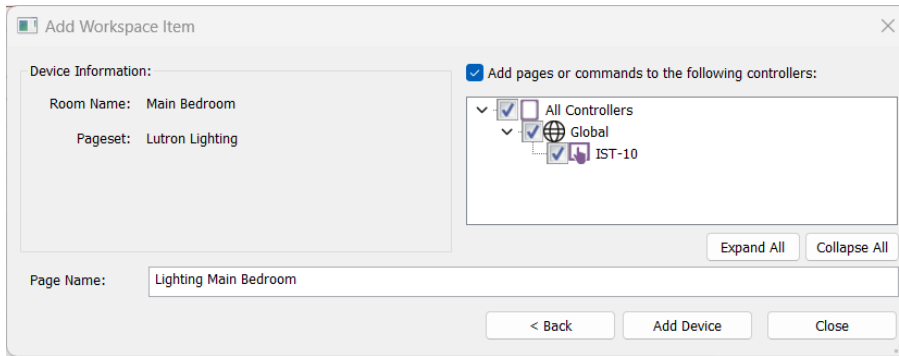 Add Workspace Item
Device Information:
Room Name: Main Bedroom
Pageset: Lutron Lighting
Add pages or commands to the following controllers:
All Controllers
Global
IST-10
Expand All Collapse All
Page Name: Lighting Main Bedroom
< Back Add Device Close